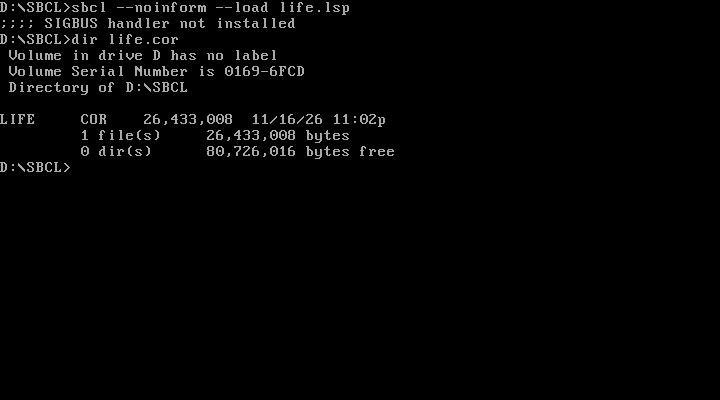 D:\SBCL>sbcl --noinform --load life.lsp
;;;; SIGBUS handler not installed
D:\SBCL>dir life.cor
 Volume in drive D has no label
 Volume Serial Number is 0169-6FCD
 Directory of D:\SBCL

LIFE     COR    26,433,008  11/16/26 11:02p
         1 file(s)     26,433,008 bytes
         0 dir(s)      80,726,016 bytes free
D:\SBCL>